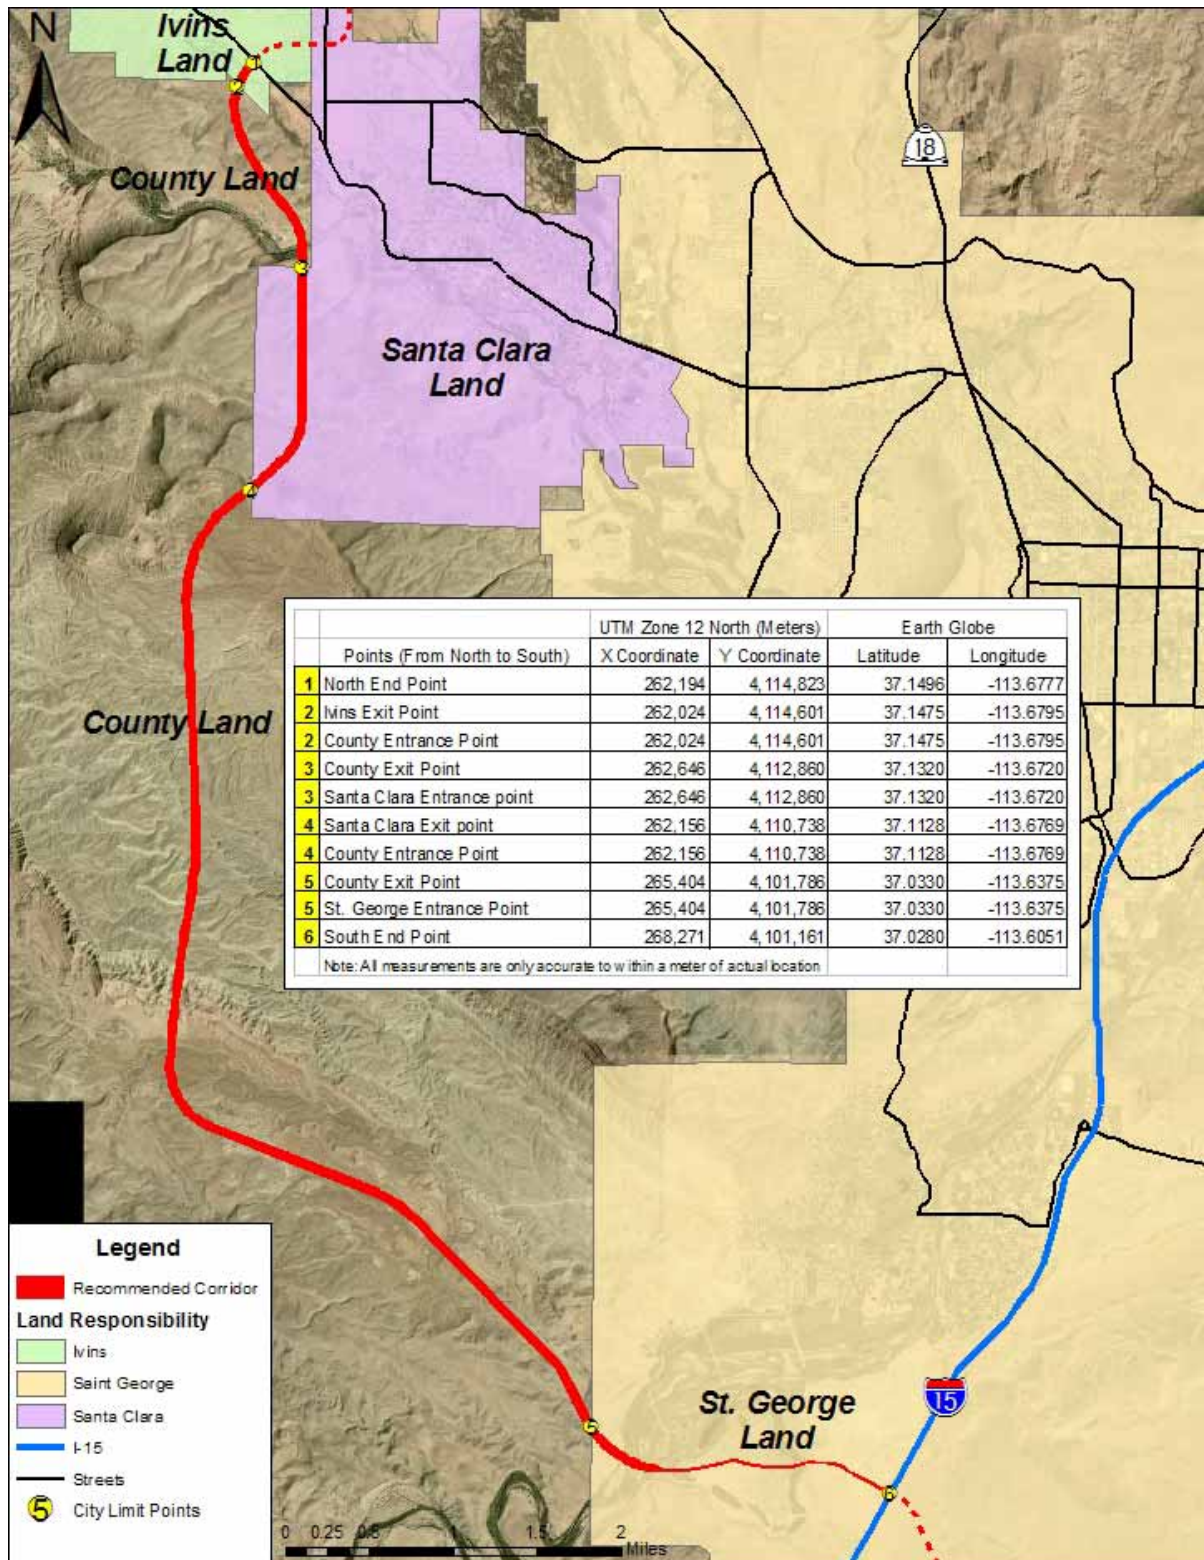 N
Ivins
Land
1
2
18
County Land
3
Santa Clara
Land
4
UTM Zone 12 North (Meters) Earth Globe
Points (From North to South) X Coordinate Y Coordinate Latitude Longitude
1 North End Point 262,194 4,114,823 37.1496 -113.6777
2 Ivins Exit Point 262,024 4,114,601 37.1475 -113.6795
2 County Entrance Point 262,024 4,114,601 37.1475 -113.6795
3 County Exit Point 262,646 4,112,860 37.1320 -113.6720
3 Santa Clara Entrance point 262,646 4,112,860 37.1320 -113.6720
4 Santa Clara Exit point 262,156 4,110,738 37.1128 -113.6769
4 County Entrance Point 262,156 4,110,738 37.1128 -113.6769
5 County Exit Point 265,404 4,101,786 37.0330 -113.6375
5 St. George Entrance Point 265,404 4,101,786 37.0330 -113.6375
6 South End Point 268,271 4,101,161 37.0280 -113.6051
Note: All measurements are only accurate to within a meter of actual location
County Land
Legend
Recommended Corridor
Land Responsibility
Ivins
Saint George
Santa Clara
I-15
Streets
5 City Limit Points
St. George
Land
15
5
6
0 0.25 0.5 1 1.5 2
Miles